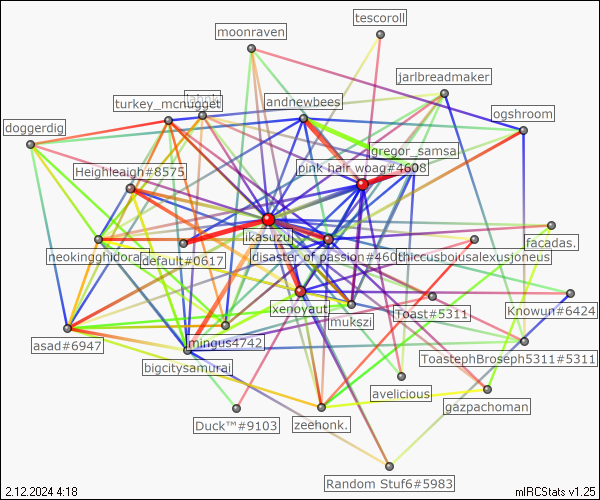 tescoroll
moonraven
jarlbreadmaker
turkey_mcnugget
andnewbees
ogshroom
doggerdig
gregor_samsa
Heighleaigh#8575
pink hair woag#4608
ikasuzu
facadas.
neokingghidora
default#0617
disaster of passion#460
thiccusboiusalexusjoneus
xenoyaut
mukszi
Toast#5311
Knowun#6424
asad#6947
mingus4742
bigcitysamurai
ToastephBroseph5311#5311
avelicious
gazpachoman
Duck™#9103
zeehonk.
Random Stuf6#5983
2.12.2024 4:18
mIRCStats v1.25